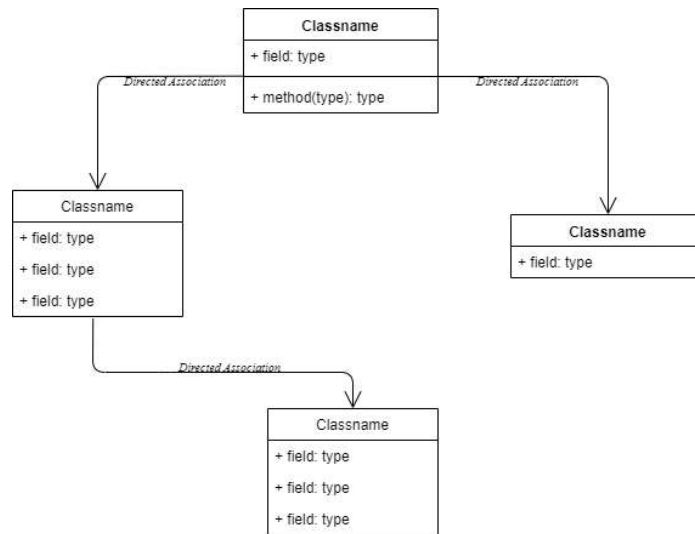 Classname
+ field: type
Directed Association
Directed Association
+ method(type): type
Classname
+ field: type
+ field: type
+ field: type
Classname
+ field: type
Directed Association
Classname
+ field: type
+ field: type
+ field: type